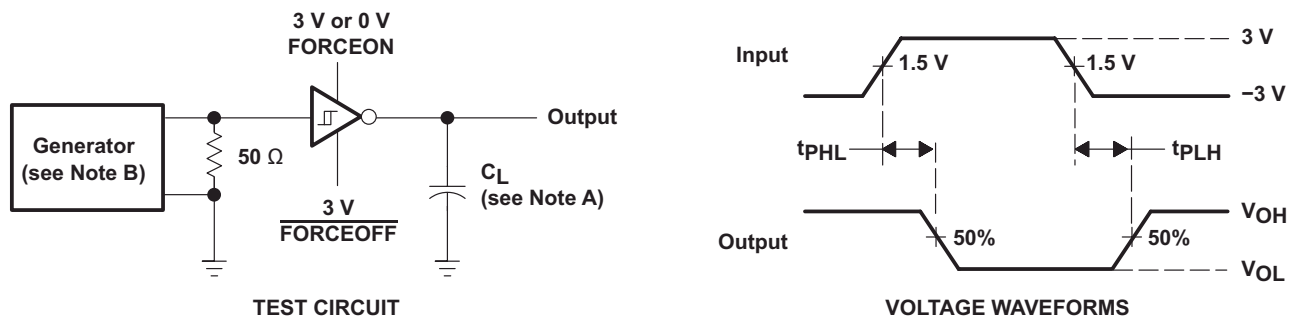 3 V or 0 V
FORCEON
Generator
(see Note B)
50 Ω
Output
CL
(see Note A)
3 V
FORCEOFF
TEST CIRCUIT
Input
1.5 V
1.5 V
3 V
−3 V
tPHL
tPLH
Output
50%
50%
VOH
VOL
VOLTAGE WAVEFORMS